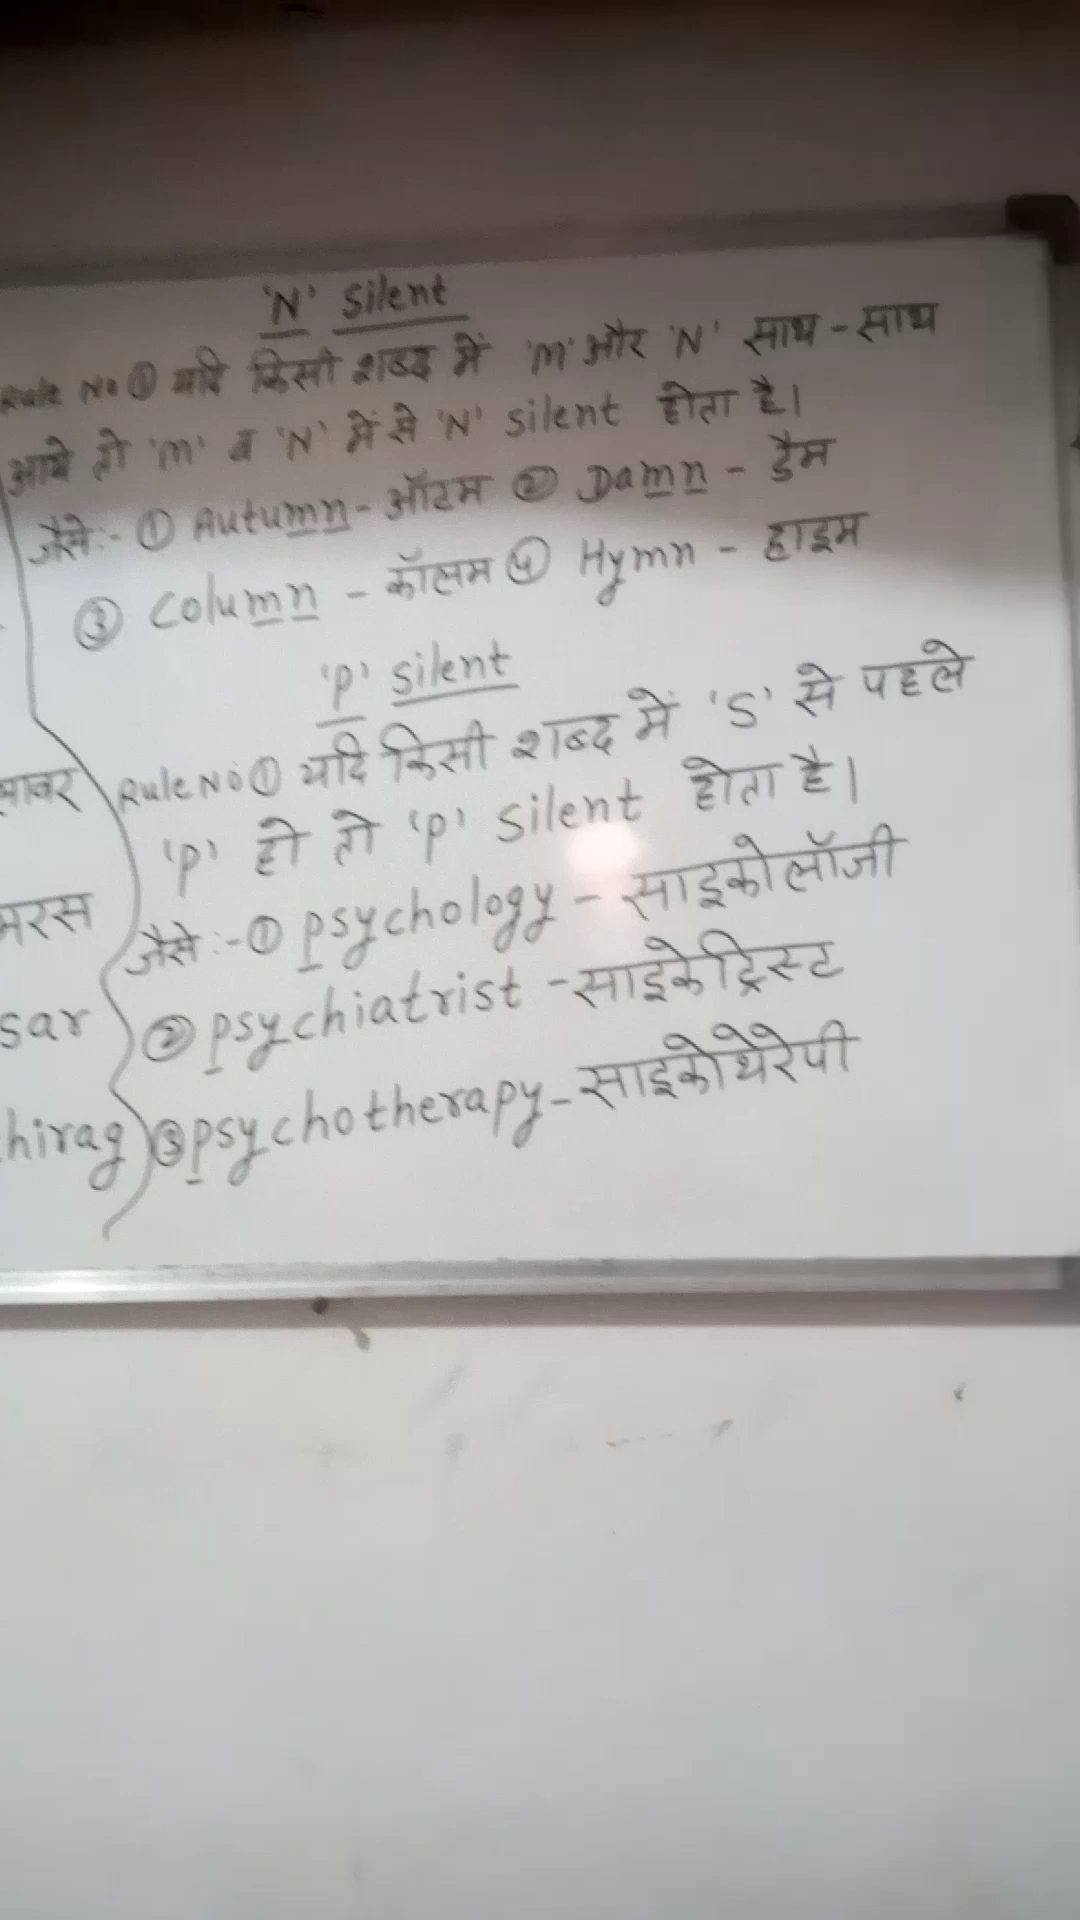 'N' Silent
Rule No ① यदि किसी शब्द में 'm' और 'N' साथ-साथ
आये तो 'm' व 'N' में से 'N' silent होता है।
जैसे:- ① Autumn - ऑटम ② Damn - डैम
③ Column - कॉलम ④ Hymn - हाइम
'P' silent
Rule No ① यदि किसी शब्द में 'S' से पहले
'P' हो तो 'P' silent होता है।
जैसे:- ① psychology - साइकोलॉजी
② psychiatrist - साइकेट्रिस्ट
③ psychotherapy - साइकोथेरेपी
मरस
sar
hirag